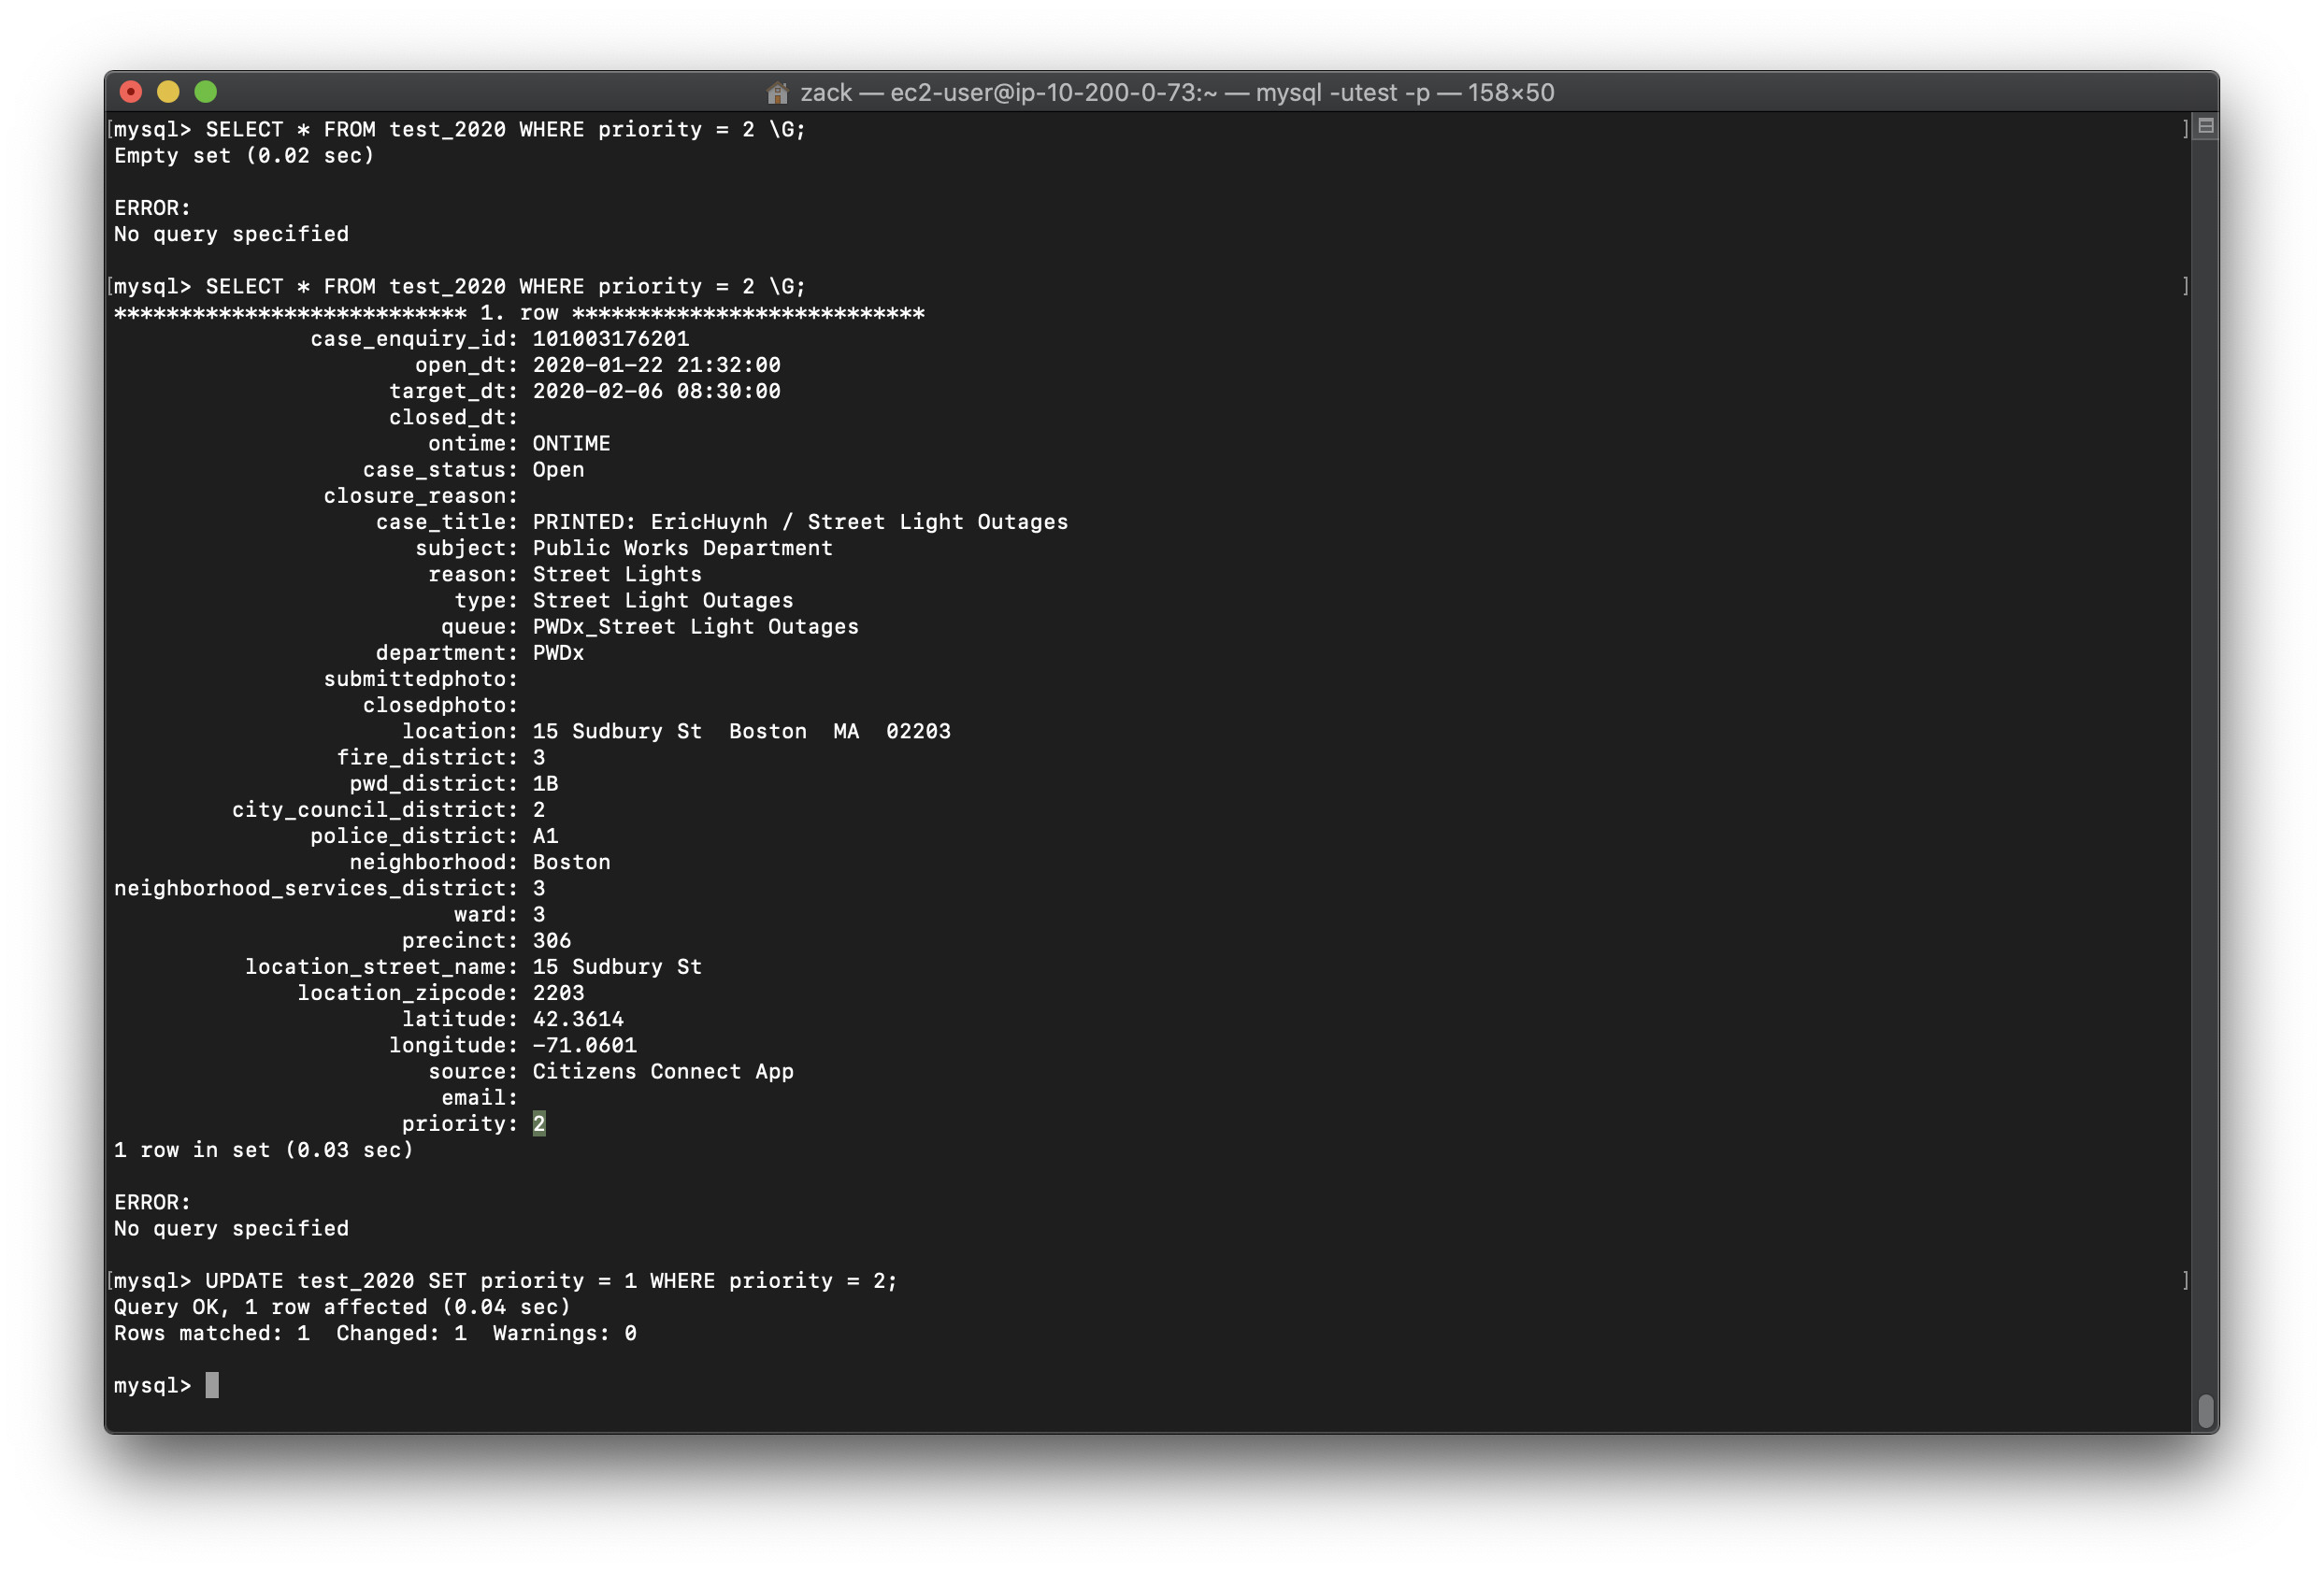 zack — ec2-user@ip-10-200-0-73:~ — mysql -utest -p — 158×50
[mysql> SELECT * FROM test_2020 WHERE priority = 2 \G; ]
Empty set (0.02 sec)
ERROR:
No query specified
[mysql> SELECT * FROM test_2020 WHERE priority = 2 \G; ]
*************************** 1. row ***************************
case_enquiry_id: 101003176201
open_dt: 2020-01-22 21:32:00
target_dt: 2020-02-06 08:30:00
closed_dt:
ontime: ONTIME
case_status: Open
closure_reason:
case_title: PRINTED: EricHuynh / Street Light Outages
subject: Public Works Department
reason: Street Lights
type: Street Light Outages
queue: PWDx_Street Light Outages
department: PWDx
submittedphoto:
closedphoto:
location: 15 Sudbury St  Boston  MA  02203
fire_district: 3
pwd_district: 1B
city_council_district: 2
police_district: A1
neighborhood: Boston
neighborhood_services_district: 3
ward: 3
precinct: 306
location_street_name: 15 Sudbury St
location_zipcode: 2203
latitude: 42.3614
longitude: -71.0601
source: Citizens Connect App
email:
priority: 2
1 row in set (0.03 sec)
ERROR:
No query specified
[mysql> UPDATE test_2020 SET priority = 1 WHERE priority = 2; ]
Query OK, 1 row affected (0.04 sec)
Rows matched: 1  Changed: 1  Warnings: 0
mysql>